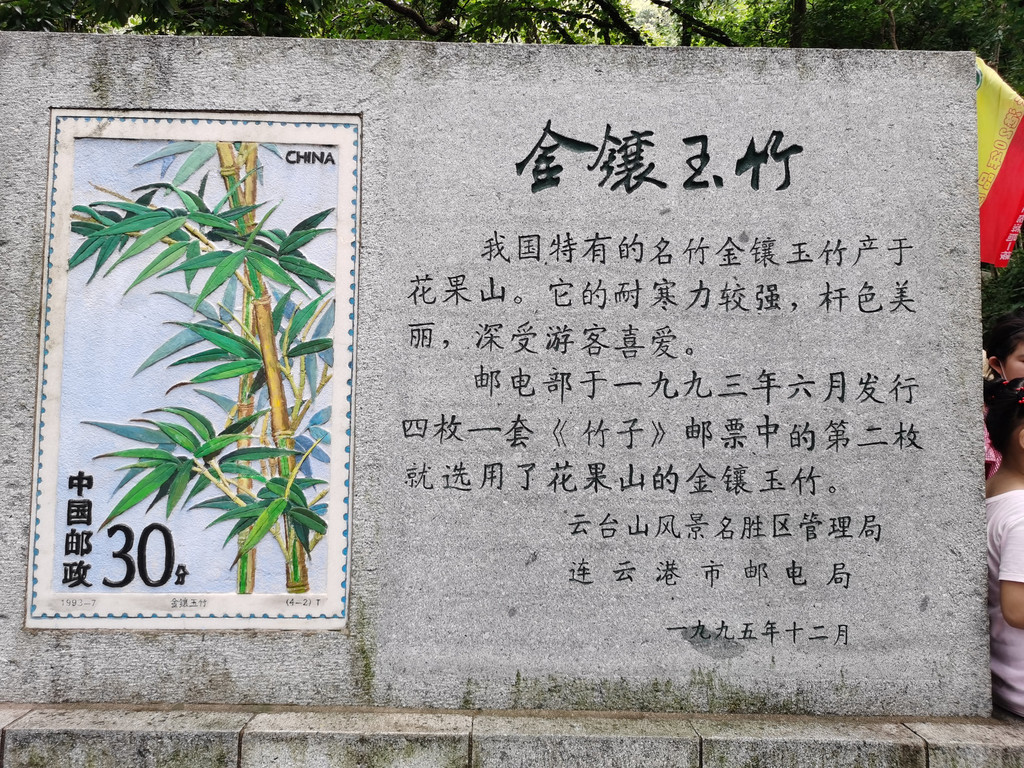 CHINA
中国邮政
30分
1993-7
金镶玉竹
(4-2) T
金镶玉竹
我国特有的名竹金镶玉竹产于
花果山。它的耐寒力较强，杆色美
丽，深受游客喜爱。
邮电部于一九九三年六月发行
四枚一套《竹子》邮票中的第二枚
就选用了花果山的金镶玉竹。
云台山风景名胜区管理局
连云港市邮电局
一九九五年十二月